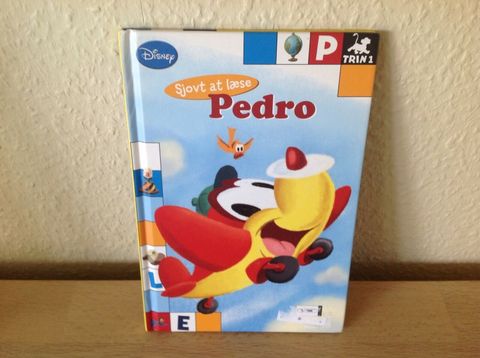 Disney
P
TRIN 1
Sjovt at læse
Pedro
L
E